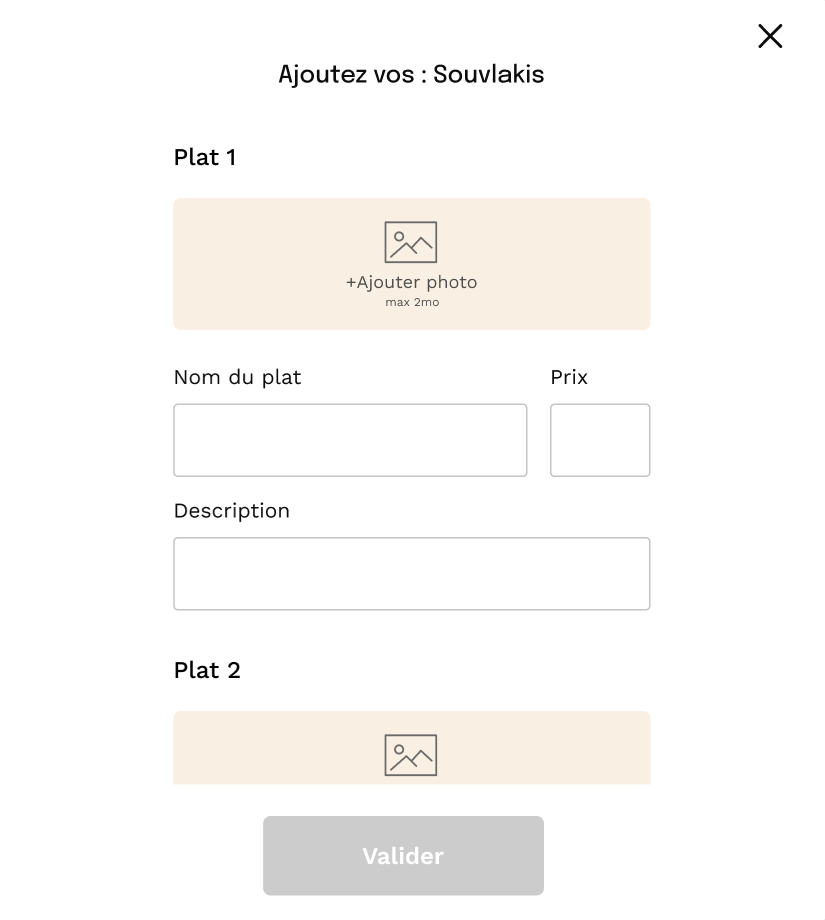 Ajoutez vos : Souvlakis
Plat 1
+Ajouter photo
max 2mo
Nom du plat
Prix
Description
Plat 2
Valider